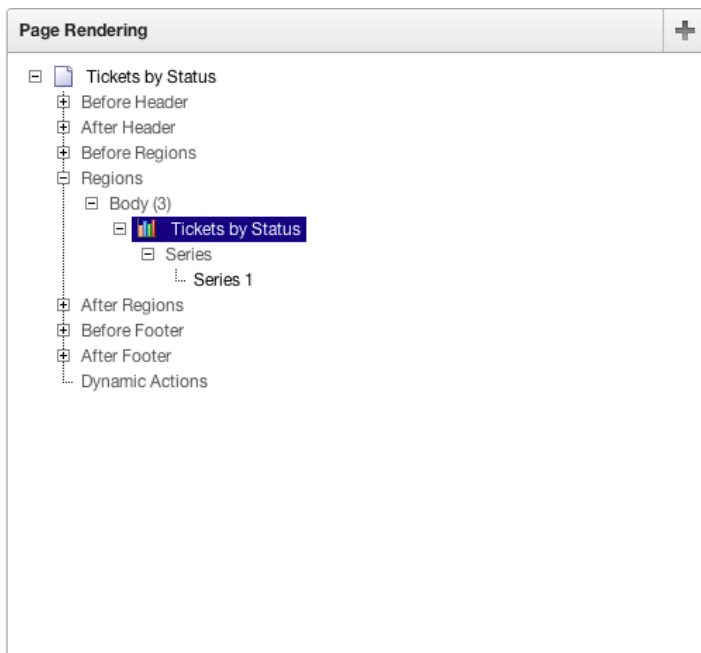 Page Rendering
Tickets by Status
Before Header
After Header
Before Regions
Regions
Body (3)
Tickets by Status
Series
Series 1
After Regions
Before Footer
After Footer
Dynamic Actions